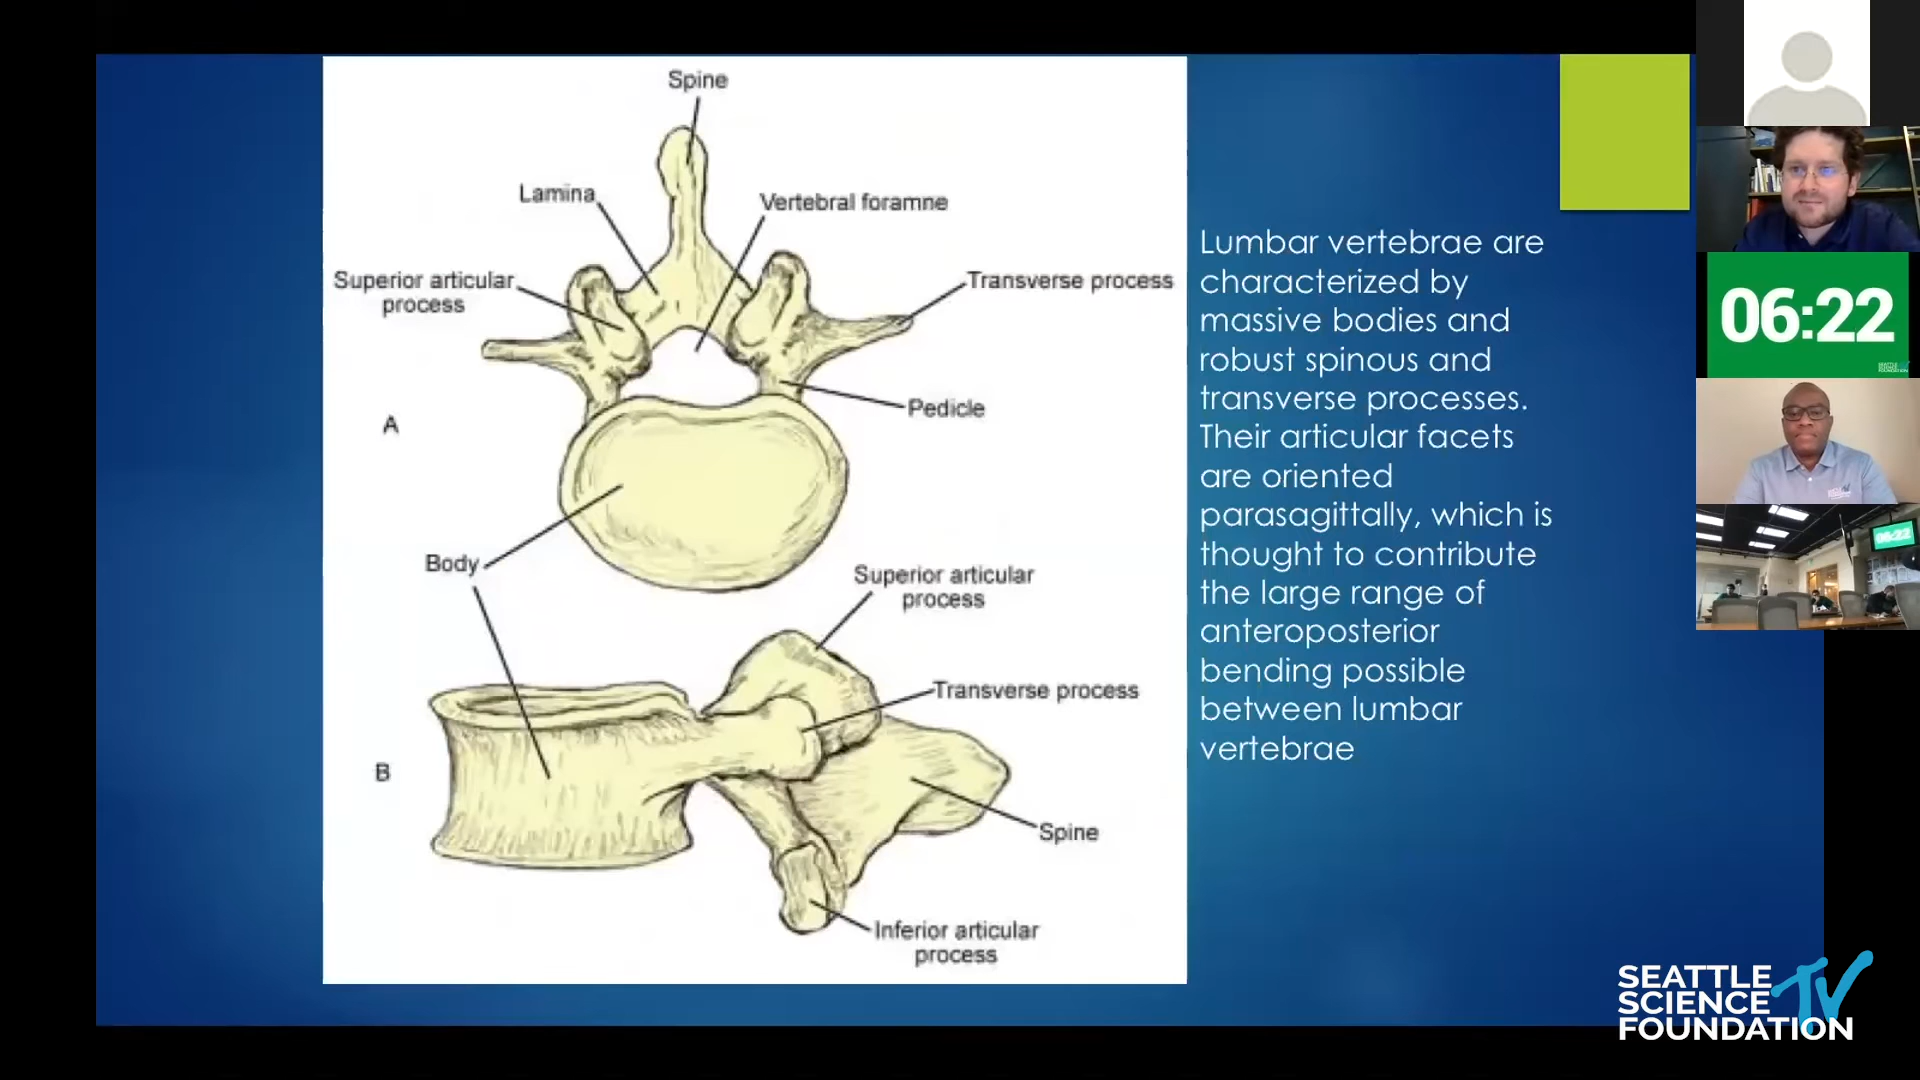 Spine
Lamina
Vertebral foramne
Superior articular
process
Transverse process
Pedicle
A
Body
Superior articular
process
Transverse process
B
Spine
Inferior articular
process
Lumbar vertebrae are
characterized by
massive bodies and
robust spinous and
transverse processes.
Their articular facets
are oriented
parasagittally, which is
thought to contribute
the large range of
anteroposterior
bending possible
between lumbar
vertebrae
06:22
SEATTLE
SCIENCE
FOUNDATION
TV
06:22